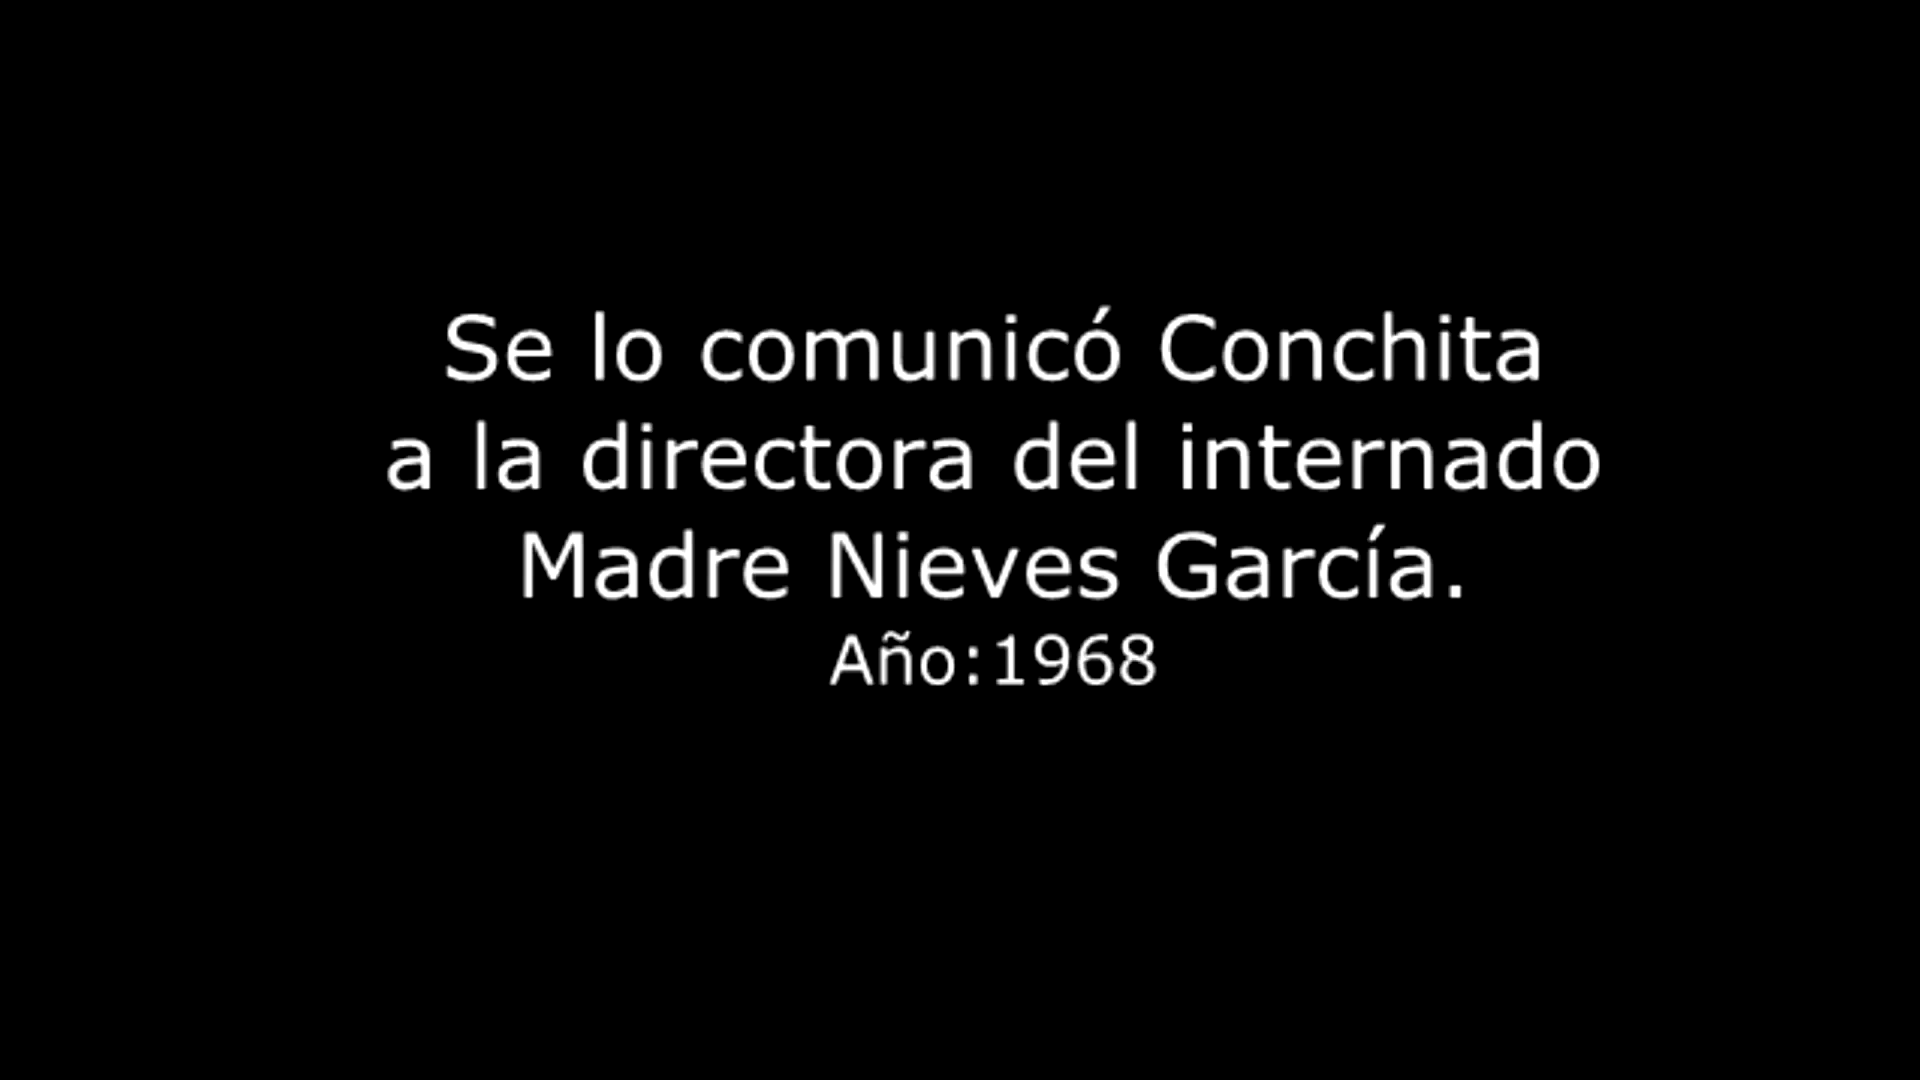 Se lo comunicó Conchita
a la directora del internado
Madre Nieves García.
Año:1968